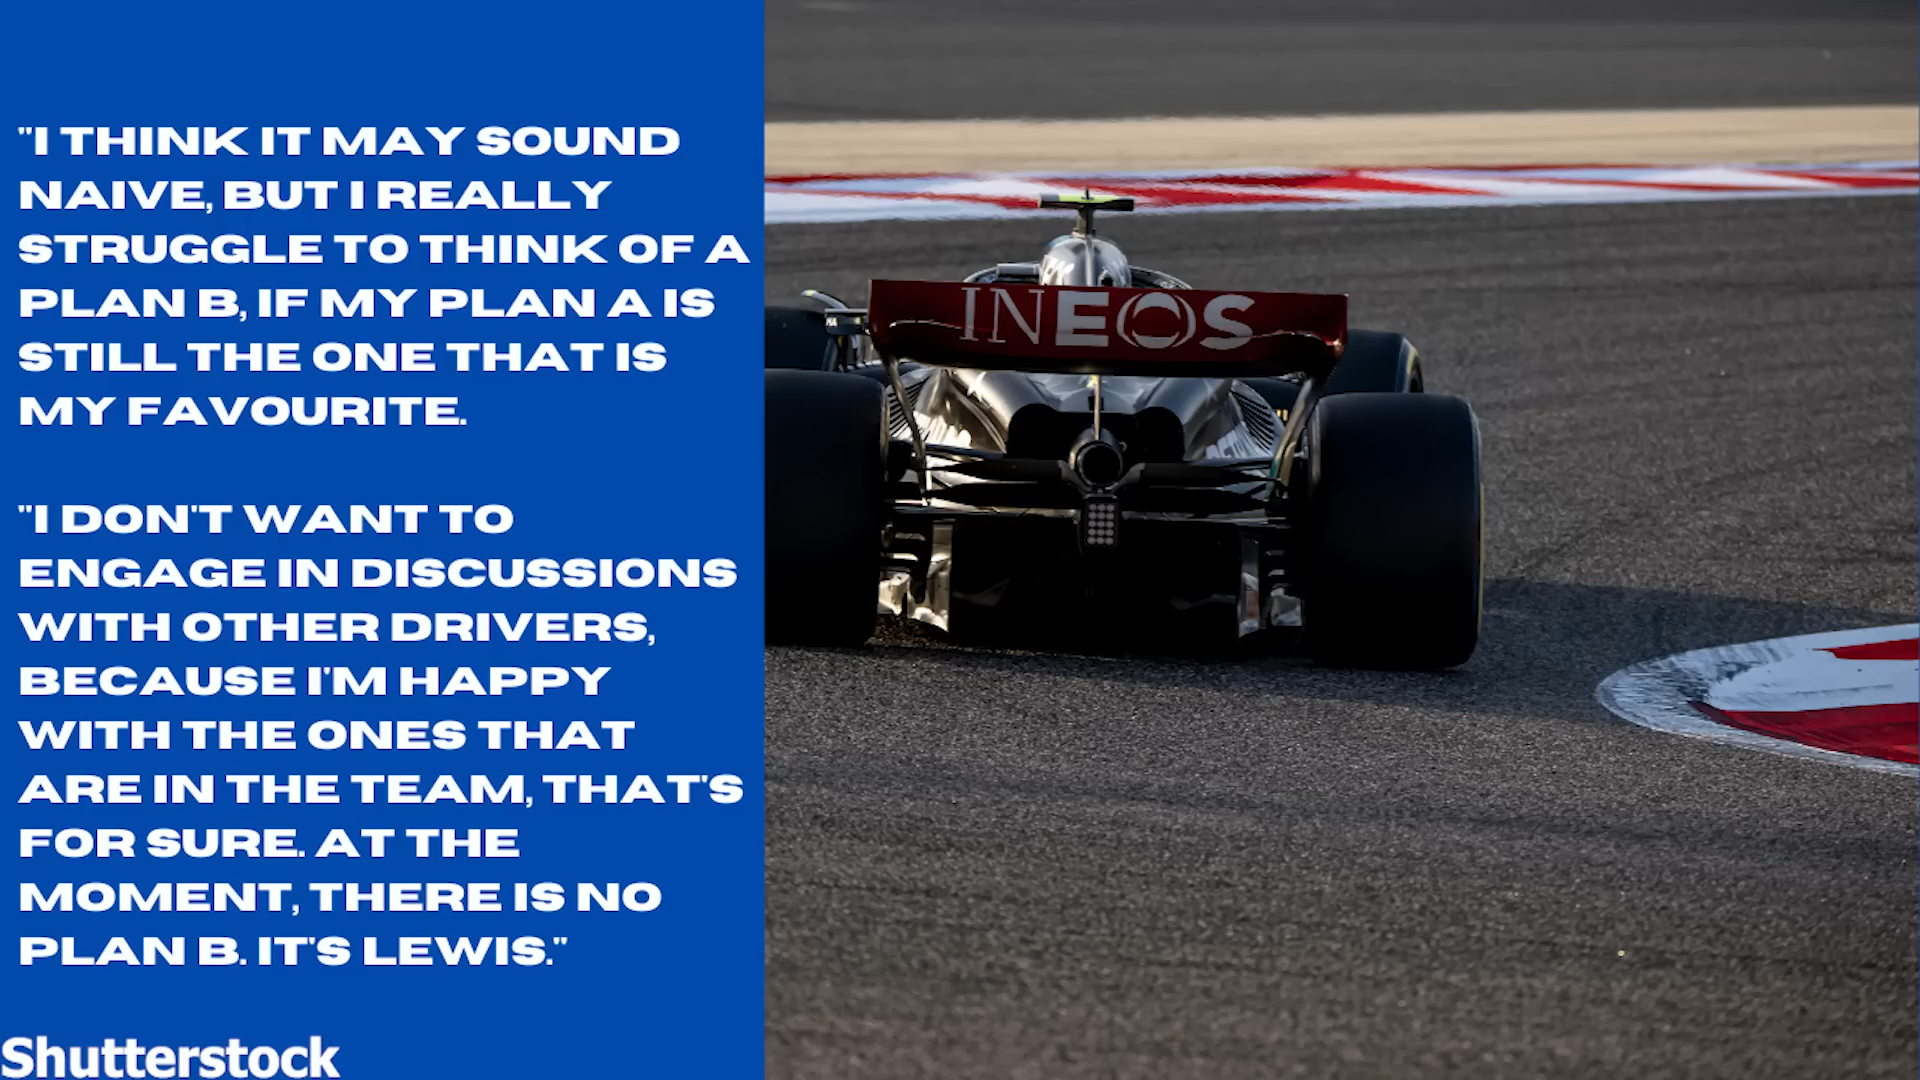 "I THINK IT MAY SOUND
NAIVE, BUT I REALLY
STRUGGLE TO THINK OF A
PLAN B, IF MY PLAN A IS
STILL THE ONE THAT IS
MY FAVOURITE.
"I DON'T WANT TO
ENGAGE IN DISCUSSIONS
WITH OTHER DRIVERS,
BECAUSE I'M HAPPY
WITH THE ONES THAT
ARE IN THE TEAM, THAT'S
FOR SURE. AT THE
MOMENT, THERE IS NO
PLAN B. IT'S LEWIS."
Shutterstock
INEOS